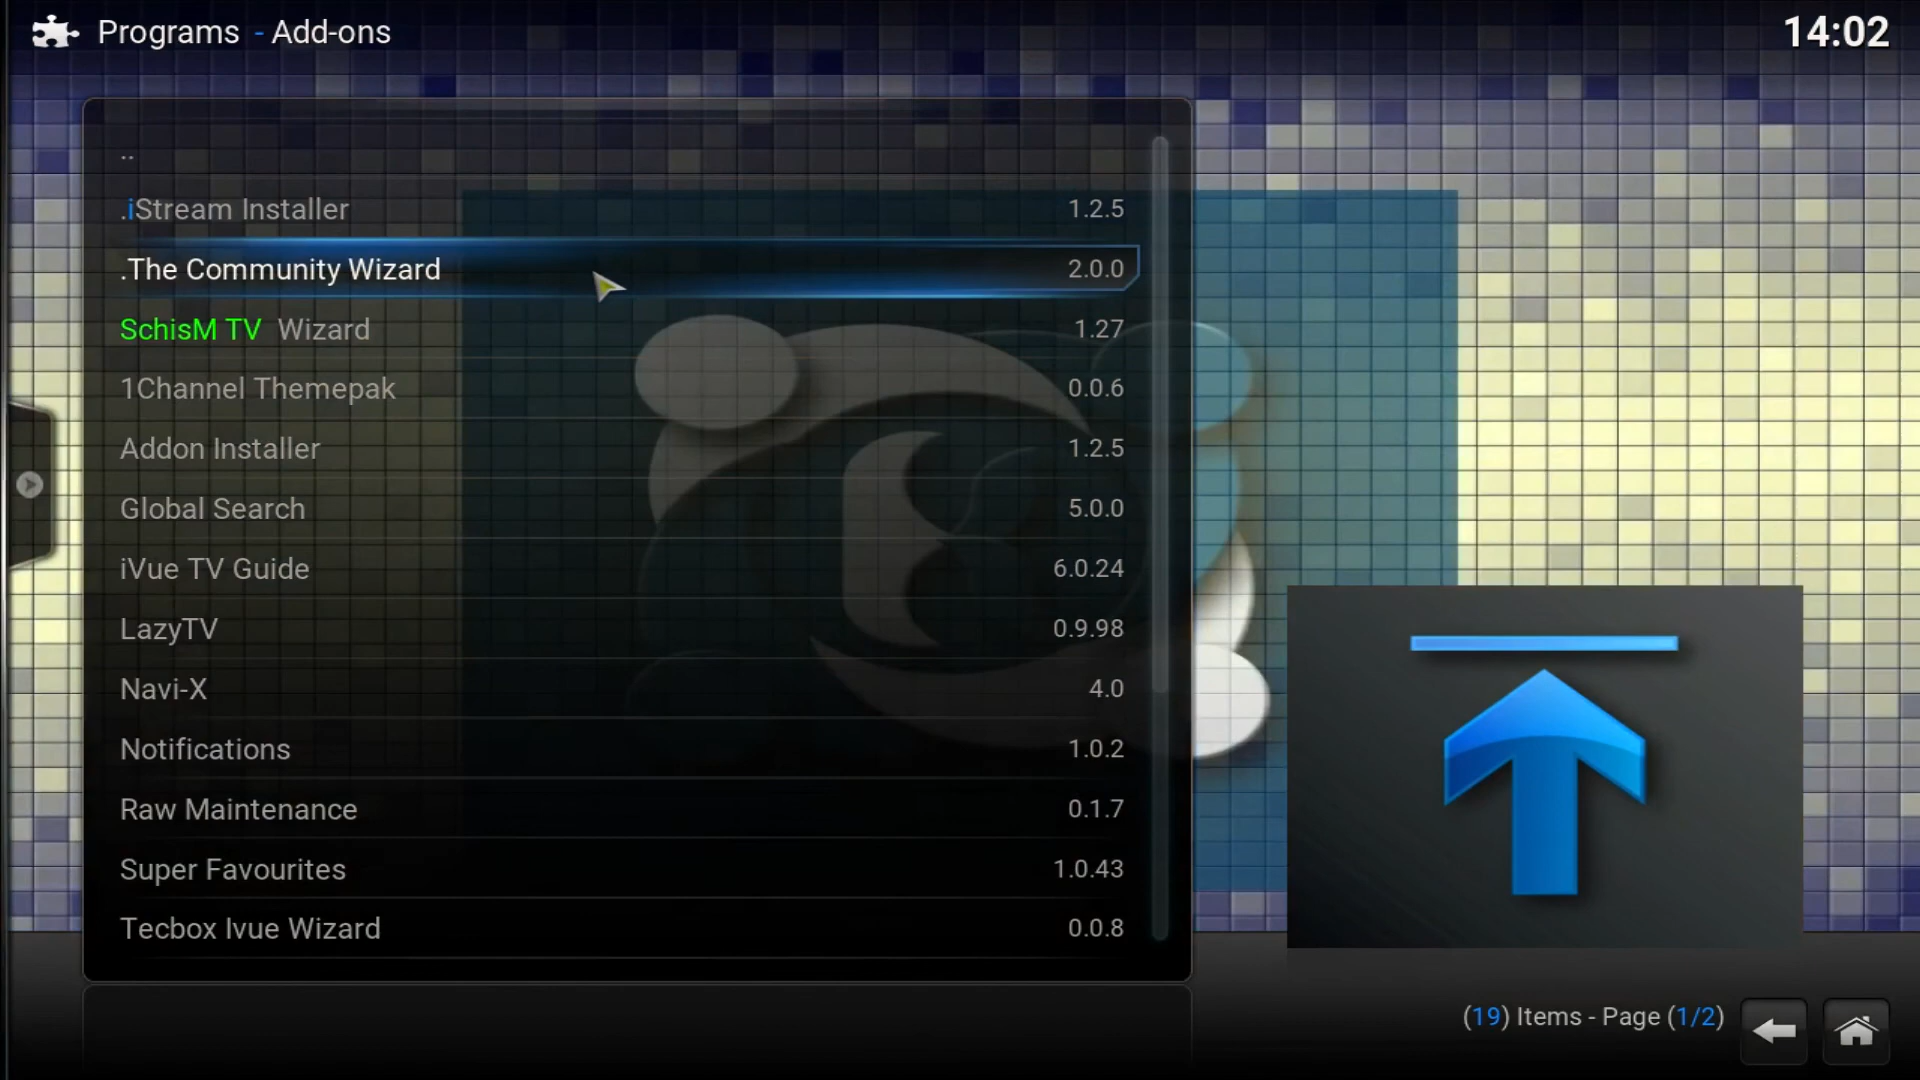 Programs - Add-ons
14:02
..
.iStream Installer 1.2.5
.The Community Wizard 2.0.0
SchisM TV Wizard 1.27
1Channel Themepak 0.0.6
Addon Installer 1.2.5
Global Search 5.0.0
iVue TV Guide 6.0.24
LazyTV 0.9.98
Navi-X 4.0
Notifications 1.0.2
Raw Maintenance 0.1.7
Super Favourites 1.0.43
Tecbox Ivue Wizard 0.0.8
(19) Items - Page (1/2)